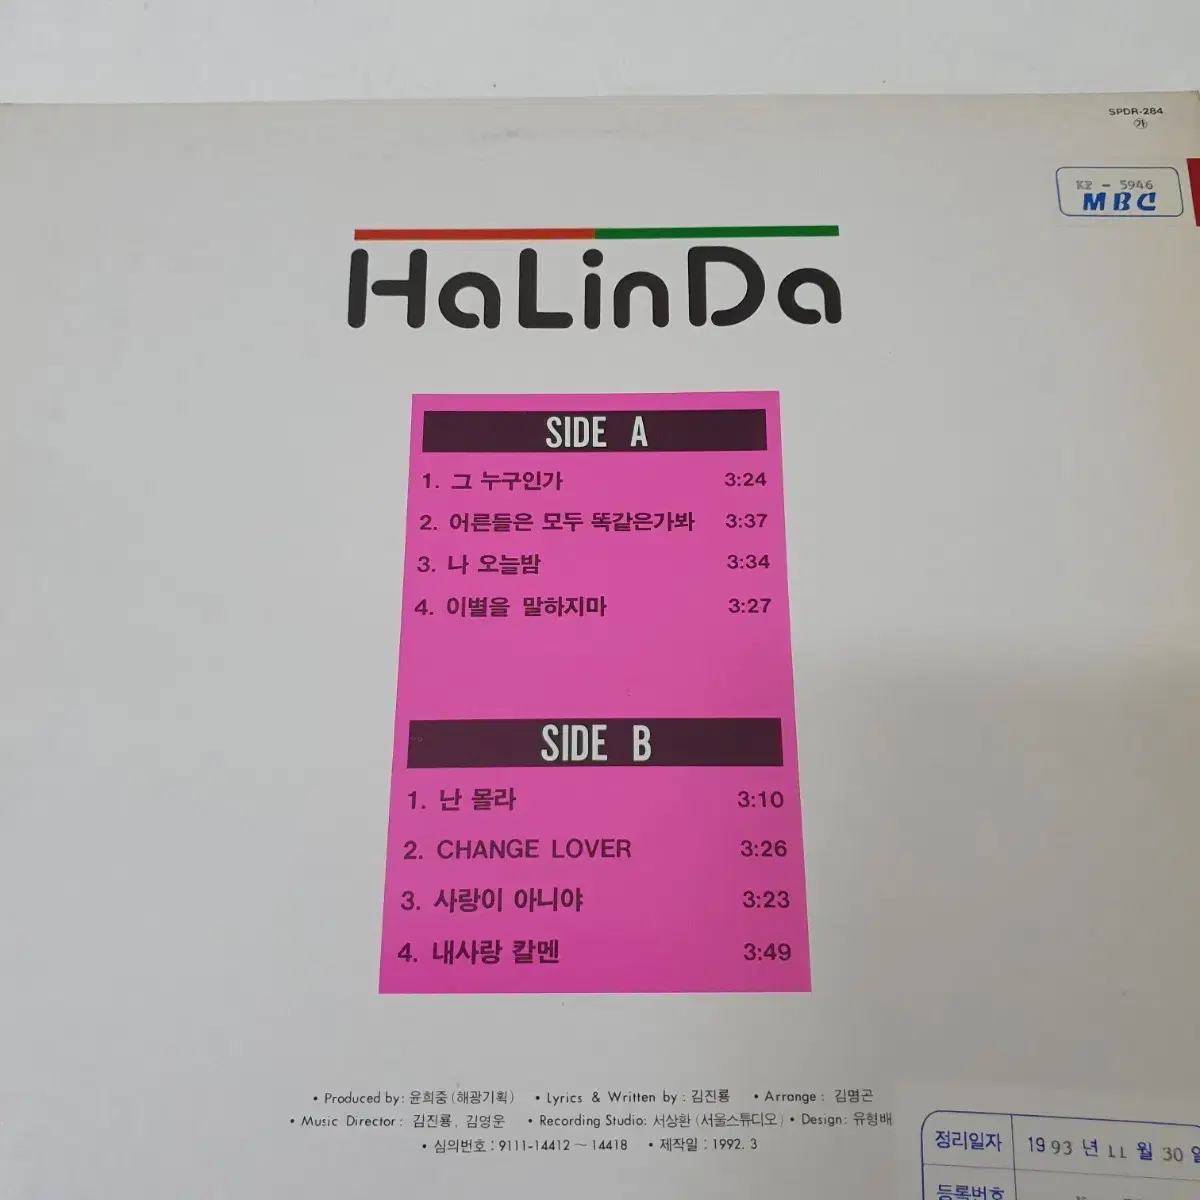 SPDR-284
가
KP - 5946
MBC
HaLinDa
SIDE A
1. 그 누구인가 3:24
2. 어른들은 모두 똑같은가봐 3:37
3. 나 오늘밤 3:34
4. 이별을 말하지마 3:27
SIDE B
1. 난 몰라 3:10
2. CHANGE LOVER 3:26
3. 사랑이 아니야 3:23
4. 내사랑 칼멘 3:49
• Produced by: 윤희중 (해광기획) • Lyrics & Written by : 김진룡 • Arrange : 김명곤
• Music Director : 김진룡, 김영운 • Recording Studio: 서상환 (서울스튜디오) • Design: 유형배
• 심의번호 : 9111-14412 ~ 14418 • 제작일 : 1992. 3
정리일자 1993 년 11 월 30 일
등록번호